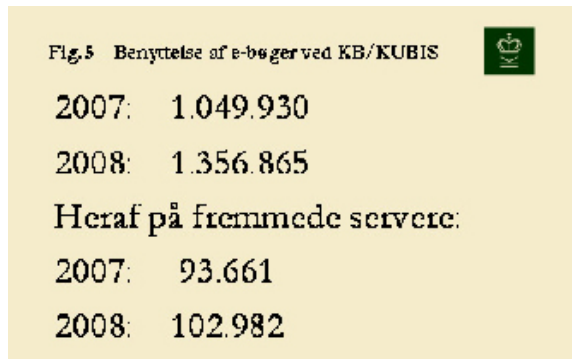 Fig.5 Benyttelse af e-bøger ved KB/KUBIS
2007: 1.049.930
2008: 1.356.865
Heraf på fremmede servere:
2007: 93.661
2008: 102.982